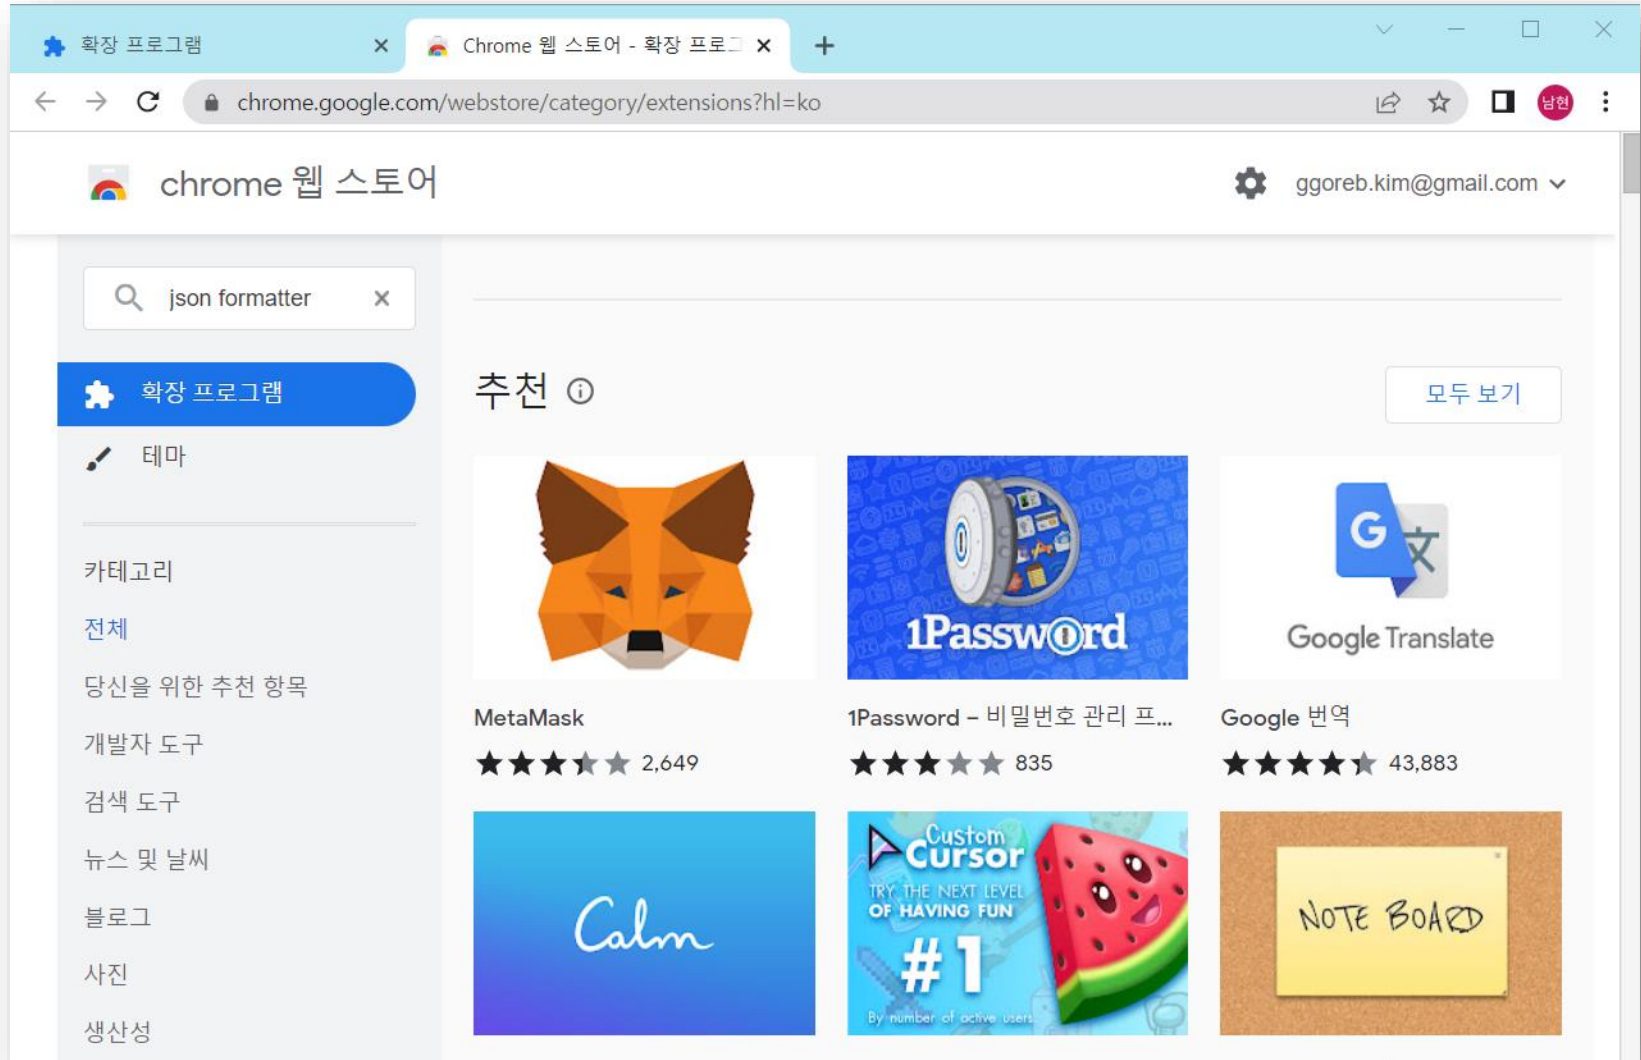 확장 프로그램
Chrome 웹 스토어 - 확장 프로그
chrome.google.com/webstore/category/extensions?hl=ko
남현
chrome 웹 스토어
ggoreb.kim@gmail.com
json formatter
확장 프로그램
테마
카테고리
전체
당신을 위한 추천 항목
개발자 도구
검색 도구
뉴스 및 날씨
블로그
사진
생산성
추천
모두 보기
1Password
G 文
Google Translate
MetaMask
1Password – 비밀번호 관리 프...
Google 번역
2,649
835
43,883
Calm
Custom
Cursor
TRY THE NEXT LEVEL
OF HAVING FUN
#1
By number of active users
NOTE BOARD